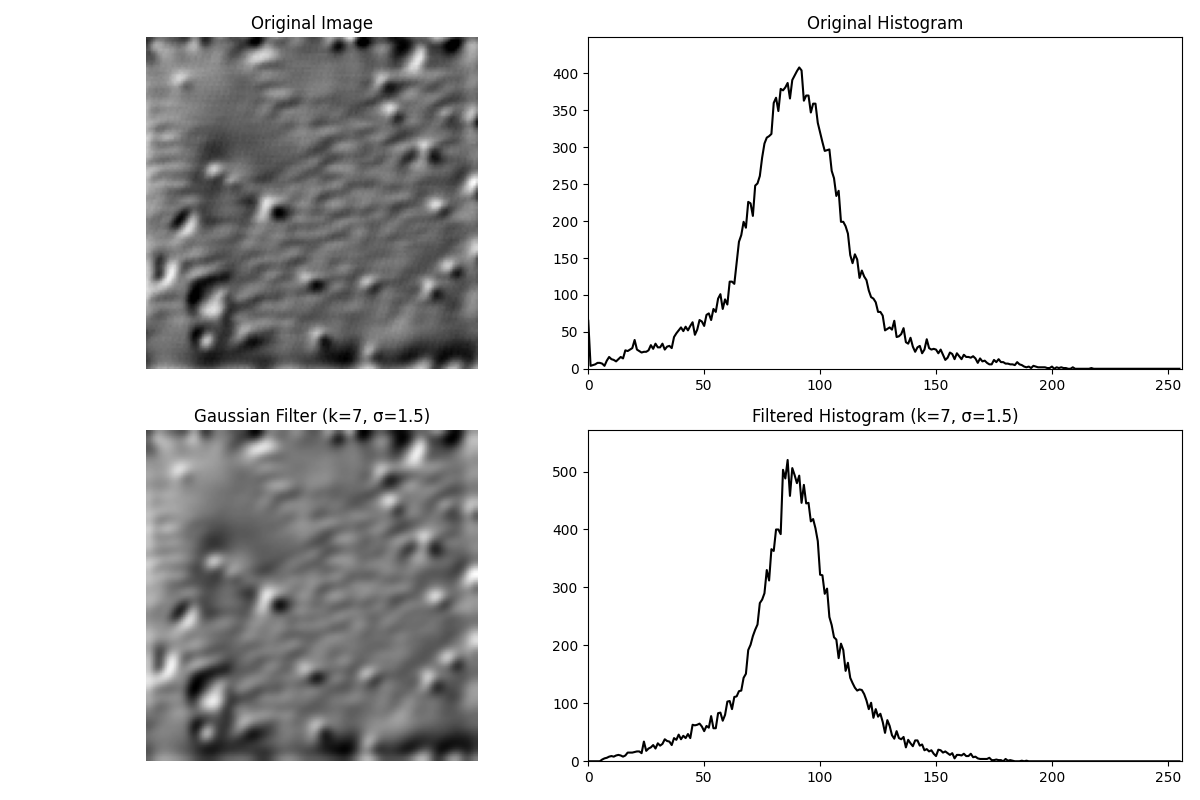 Original Image
Original Histogram
400
350
300
250
200
150
100
50
0
0 50 100 150 200 250
Gaussian Filter (k=7, σ=1.5)
Filtered Histogram (k=7, σ=1.5)
500
400
300
200
100
0
0 50 100 150 200 250